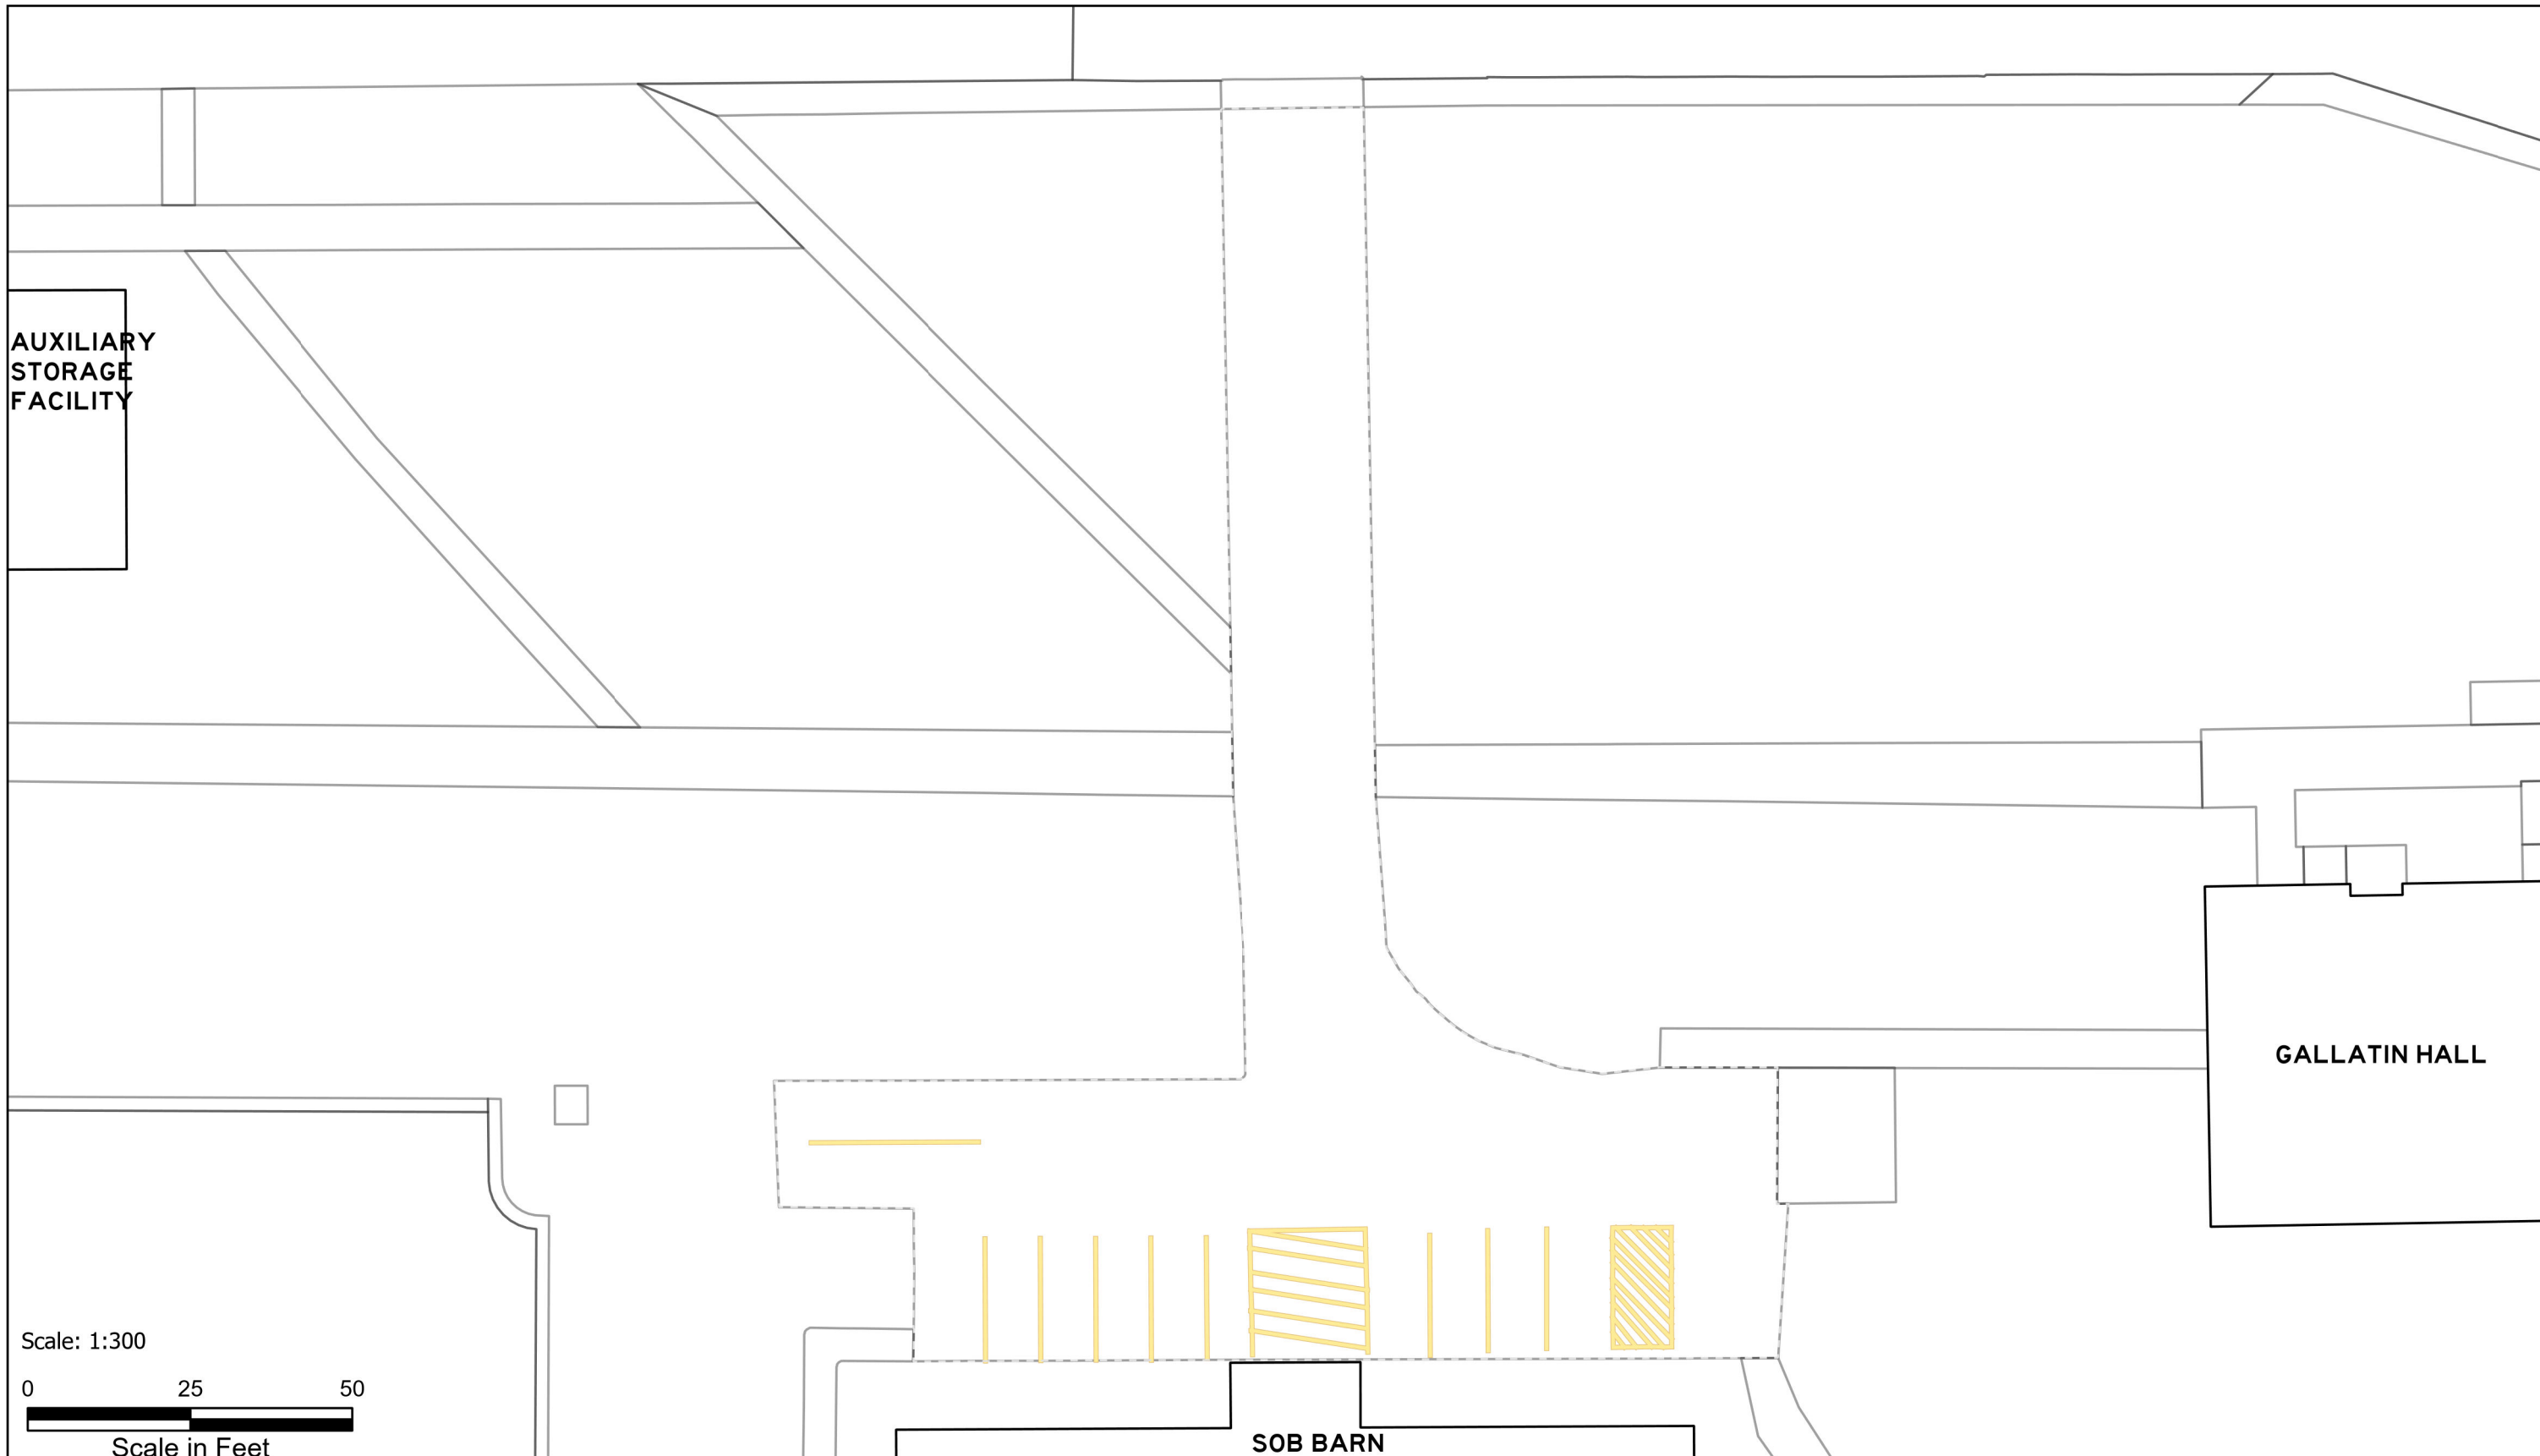 AUXILIARY
STORAGE
FACILITY
GALLATIN HALL
Scale: 1:300
0 25 50
Scale in Feet
SOB BARN